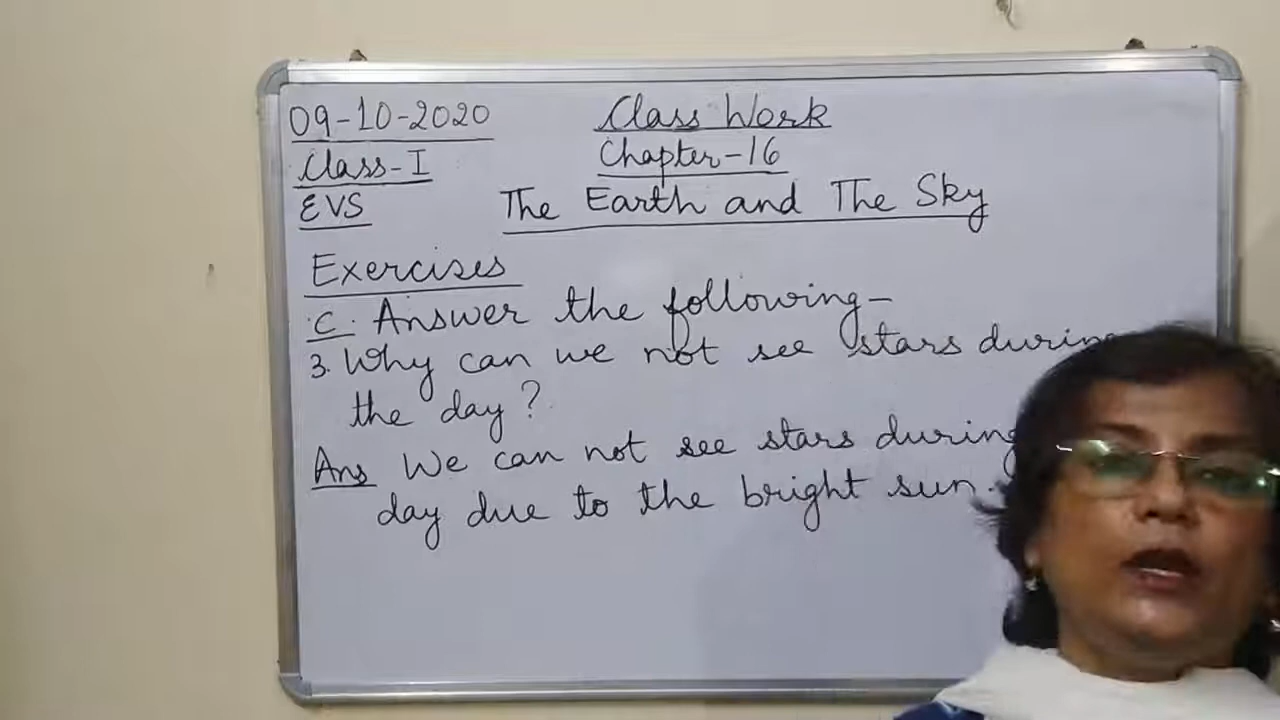 09-10-2020
Class Work
Class-I
Chapter-16
EVS
The Earth and The Sky
Exercises
C. Answer the following-
3. Why can we not see stars during
the day?
Ans We can not see stars during
day due to the bright sun.